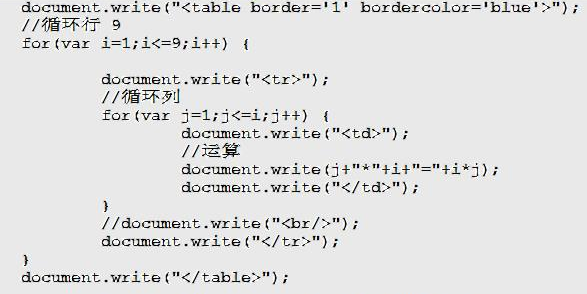 document.write("<table border='1' bordercolor='blue'>");
//循环行 9
for(var i=1;i<=9;i++) {
document.write("<tr>");
//循环列
for(var j=1;j<=i;j++) {
document.write("<td>");
//运算
document.write(j+"*"+i+"="+i*j);
document.write("</td>");
}
//document.write("<br/>");
document.write("</tr>");
}
document.write("</table>");